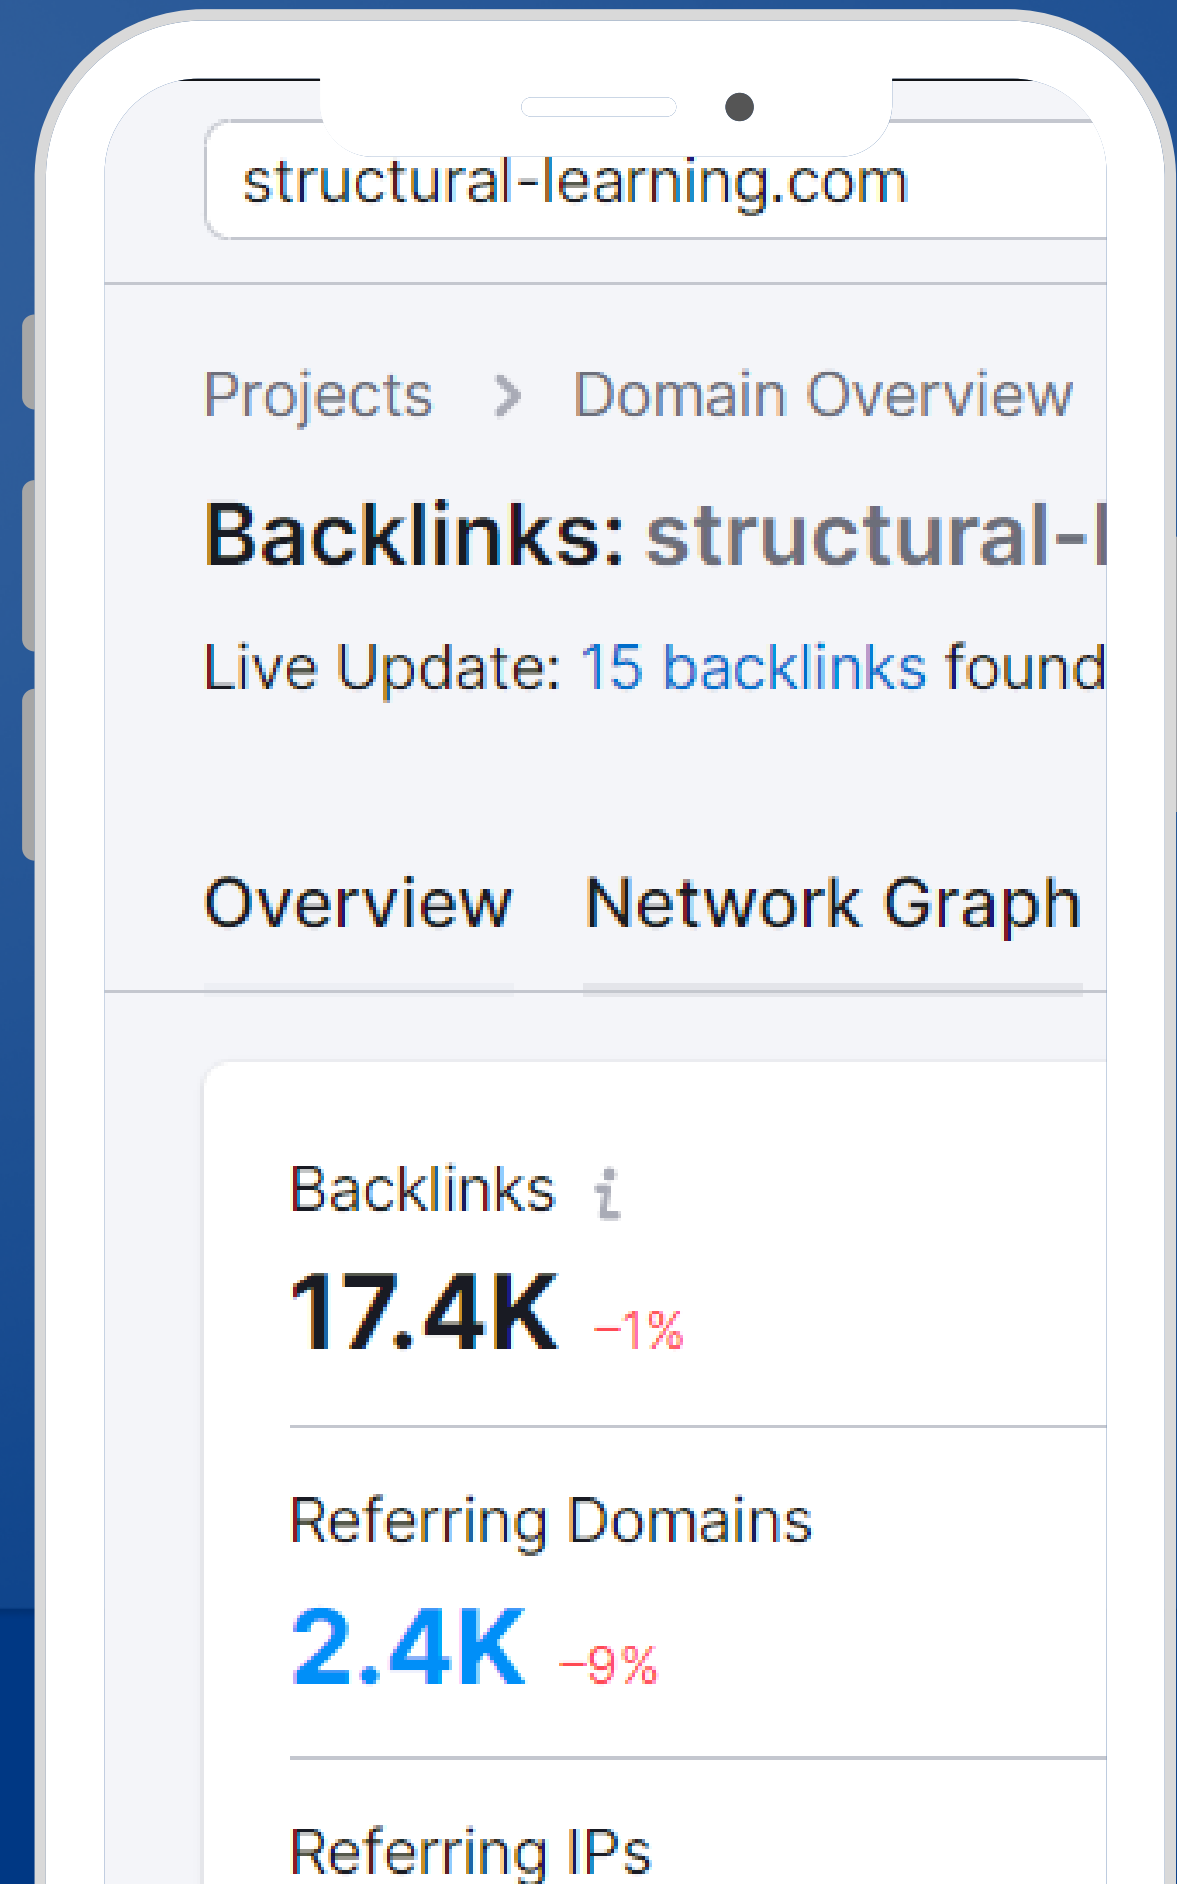 structural-learning.com
Projects > Domain Overview
Backlinks: structural-l
Live Update: 15 backlinks found
Overview Network Graph
Backlinks i
17.4K -1%
Referring Domains
2.4K -9%
Referring IPs